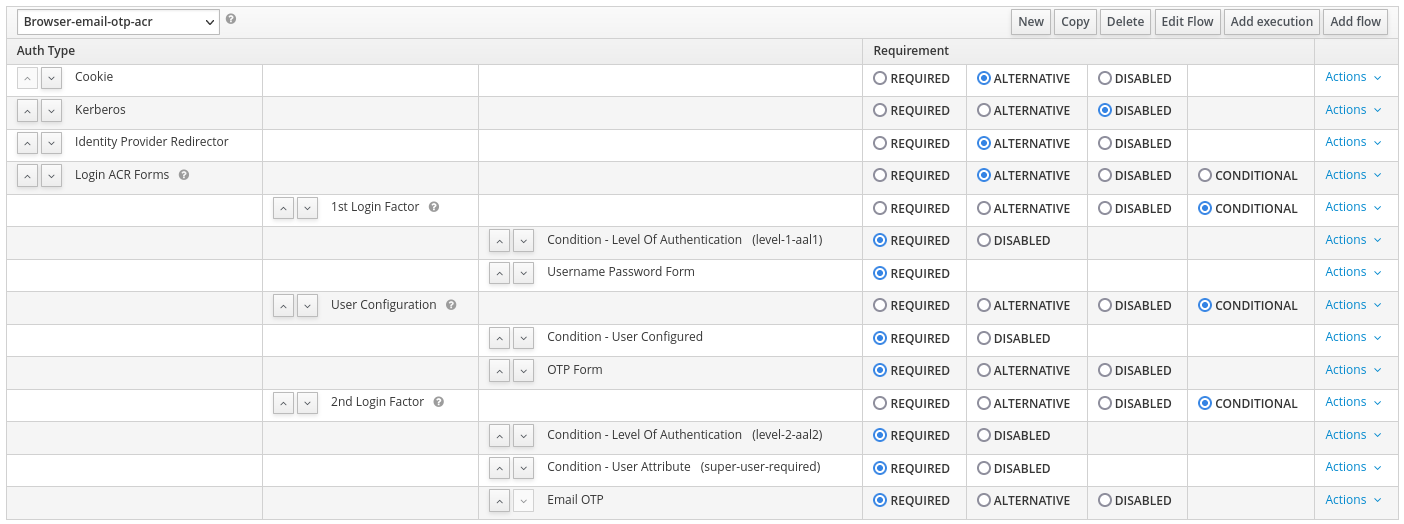 Browser-email-otp-acr New Copy Delete Edit Flow Add execution Add flow
Auth Type Requirement
Cookie REQUIRED ALTERNATIVE DISABLED Actions
Kerberos REQUIRED ALTERNATIVE DISABLED Actions
Identity Provider Redirector REQUIRED ALTERNATIVE DISABLED Actions
Login ACR Forms ? REQUIRED ALTERNATIVE DISABLED CONDITIONAL Actions
1st Login Factor ? REQUIRED ALTERNATIVE DISABLED CONDITIONAL Actions
Condition - Level Of Authentication (level-1-aal1) REQUIRED DISABLED Actions
Username Password Form REQUIRED Actions
User Configuration ? REQUIRED ALTERNATIVE DISABLED CONDITIONAL Actions
Condition - User Configured REQUIRED DISABLED Actions
OTP Form REQUIRED ALTERNATIVE DISABLED Actions
2nd Login Factor ? REQUIRED ALTERNATIVE DISABLED CONDITIONAL Actions
Condition - Level Of Authentication (level-2-aal2) REQUIRED DISABLED Actions
Condition - User Attribute (super-user-required) REQUIRED DISABLED Actions
Email OTP REQUIRED ALTERNATIVE DISABLED Actions